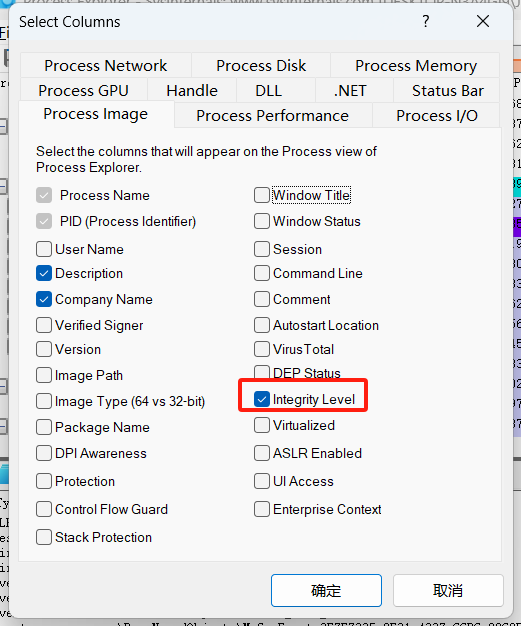 Select Columns
Process Network Process Disk Process Memory
Process GPU Handle DLL .NET Status Bar
Process Image Process Performance Process I/O
Select the columns that will appear on the Process view of
Process Explorer.
Process Name
PID (Process Identifier)
User Name
Description
Company Name
Verified Signer
Version
Image Path
Image Type (64 vs 32-bit)
Package Name
DPI Awareness
Protection
Control Flow Guard
Stack Protection
Window Title
Window Status
Session
Command Line
Comment
Autostart Location
VirusTotal
DEP Status
Integrity Level
Virtualized
ASLR Enabled
UI Access
Enterprise Context
确定
取消